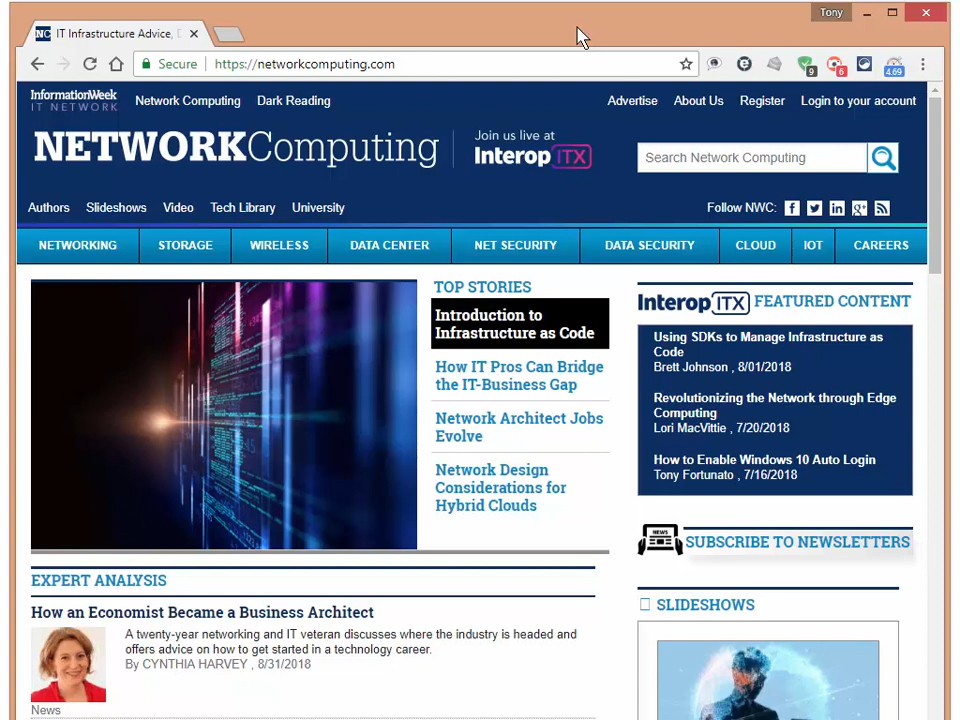 Tony
NC IT Infrastructure Advice,
Secure https://networkcomputing.com
9 6 4.69
InformationWeek
IT NETWORK
Network Computing Dark Reading
Advertise About Us Register Login to your account
NETWORKComputing
Join us live at
Interop ITX
Search Network Computing
Authors Slideshows Video Tech Library University
Follow NWC:
NETWORKING STORAGE WIRELESS DATA CENTER NET SECURITY DATA SECURITY CLOUD IOT CAREERS
TOP STORIES
Introduction to
Infrastructure as Code
How IT Pros Can Bridge
the IT-Business Gap
Network Architect Jobs
Evolve
Network Design
Considerations for
Hybrid Clouds
Interop ITX FEATURED CONTENT
Using SDKs to Manage Infrastructure as
Code
Brett Johnson , 8/01/2018
Revolutionizing the Network through Edge
Computing
Lori MacVittie , 7/20/2018
How to Enable Windows 10 Auto Login
Tony Fortunato , 7/16/2018
NEWS
SUBSCRIBE TO NEWSLETTERS
EXPERT ANALYSIS
How an Economist Became a Business Architect
A twenty-year networking and IT veteran discusses where the industry is headed and
offers advice on how to get started in a technology career.
By CYNTHIA HARVEY , 8/31/2018
News
SLIDESHOWS